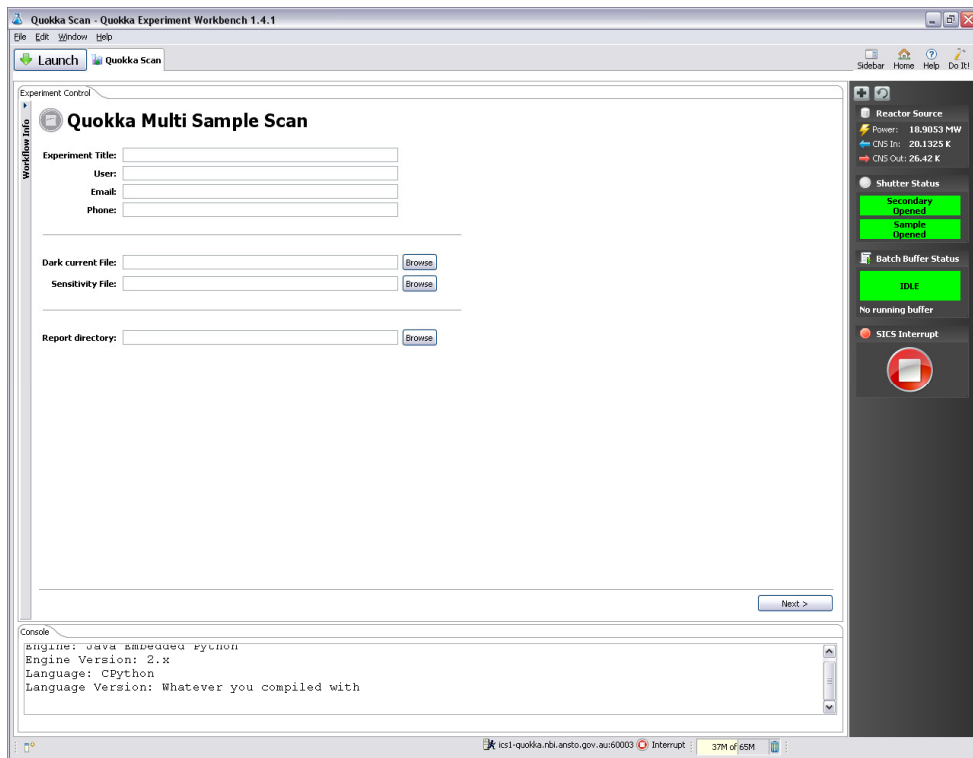 Quokka Scan - Quokka Experiment Workbench 1.4.1
File Edit Window Help
Launch Quokka Scan
Sidebar Home Help Do It!
Experiment Control
Workflow Info
Quokka Multi Sample Scan
Experiment Title:
User:
Email:
Phone:
Dark current File: Browse
Sensitivity File: Browse
Report directory: Browse
Next >
Reactor Source
Power: 18.9053 MW
CNS In: 20.1325 K
CNS Out: 26.42 K
Shutter Status
Secondary
Opened
Sample
Opened
Batch Buffer Status
IDLE
No running buffer
SICS Interrupt
Console
Engine: Java Embedded Python
Engine Version: 2.x
Language: CPython
Language Version: Whatever you compiled with
ics1-quokka.nbi.ansto.gov.au:60003 Interrupt 37M of 65M